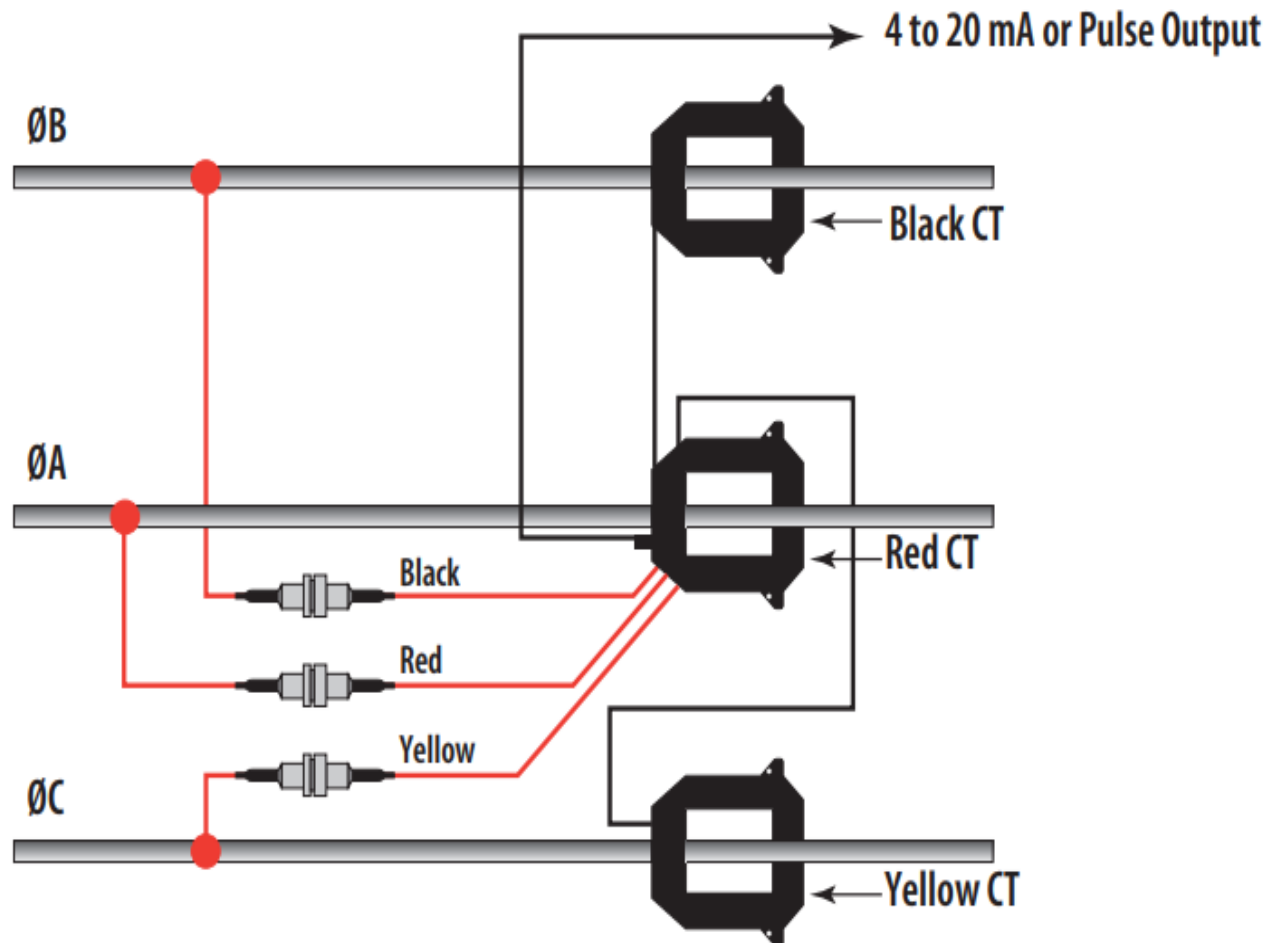 4 to 20 mA or Pulse Output
ØB
Black CT
ØA
Red CT
Black
Red
Yellow
ØC
Yellow CT